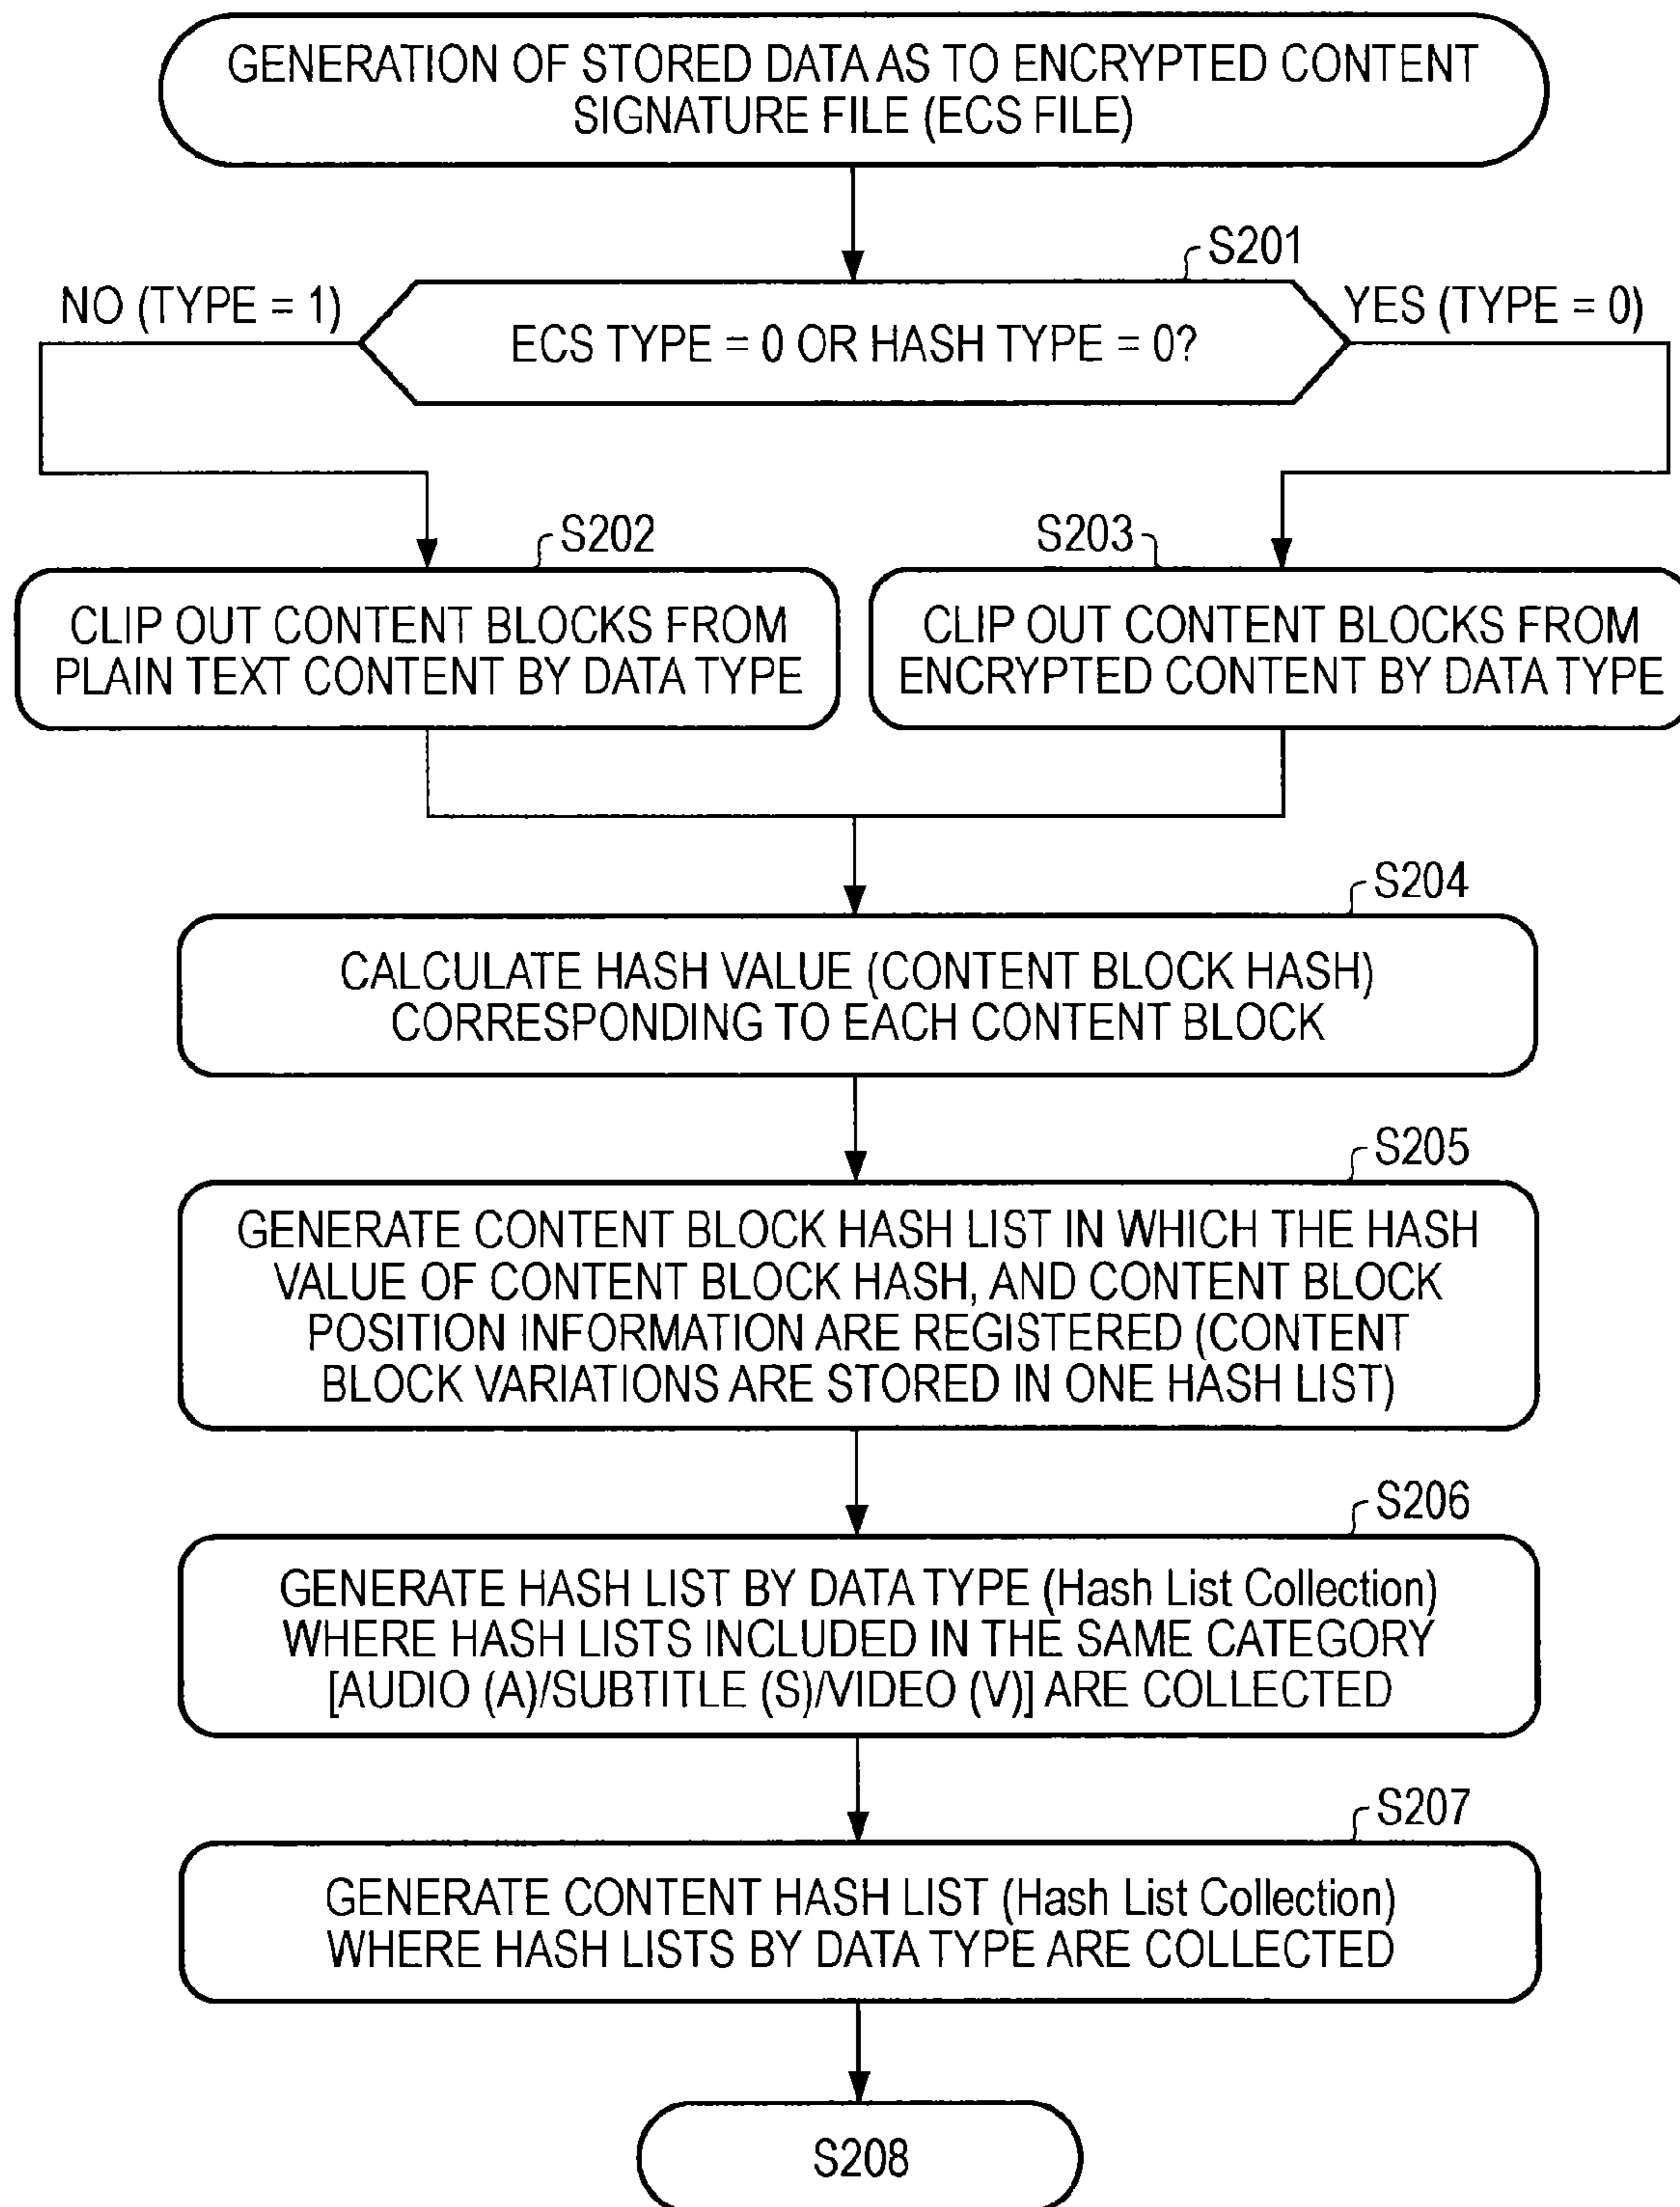 GENERATION OF STORED DATA AS TO ENCRYPTED CONTENT
SIGNATURE FILE (ECS FILE)
S201
NO (TYPE = 1)
YES (TYPE = 0)
ECS TYPE = 0 OR HASH TYPE = 0?
S202
S203
CLIP OUT CONTENT BLOCKS FROM
PLAIN TEXT CONTENT BY DATA TYPE
CLIP OUT CONTENT BLOCKS FROM
ENCRYPTED CONTENT BY DATA TYPE
S204
CALCULATE HASH VALUE (CONTENT BLOCK HASH)
CORRESPONDING TO EACH CONTENT BLOCK
S205
GENERATE CONTENT BLOCK HASH LIST IN WHICH THE HASH
VALUE OF CONTENT BLOCK HASH, AND CONTENT BLOCK
POSITION INFORMATION ARE REGISTERED (CONTENT
BLOCK VARIATIONS ARE STORED IN ONE HASH LIST)
S206
GENERATE HASH LIST BY DATA TYPE (Hash List Collection)
WHERE HASH LISTS INCLUDED IN THE SAME CATEGORY
[AUDIO (A)/SUBTITLE (S)/VIDEO (V)] ARE COLLECTED
S207
GENERATE CONTENT HASH LIST (Hash List Collection)
WHERE HASH LISTS BY DATA TYPE ARE COLLECTED
S208